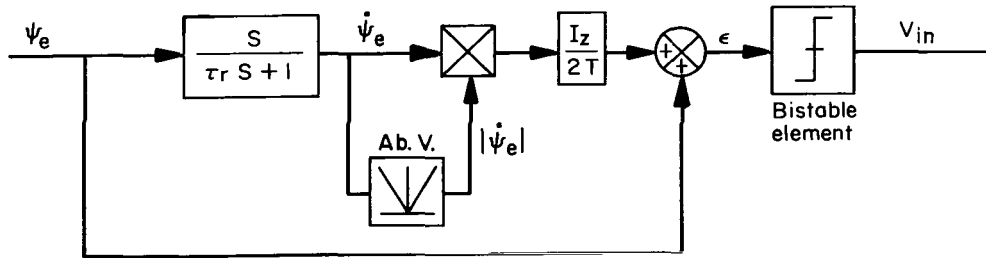 ψe
S
τr S + 1
ψ̇e
Iz
2T
+
+
ϵ
Vin
Bistable
element
Ab. V.
|ψ̇e|